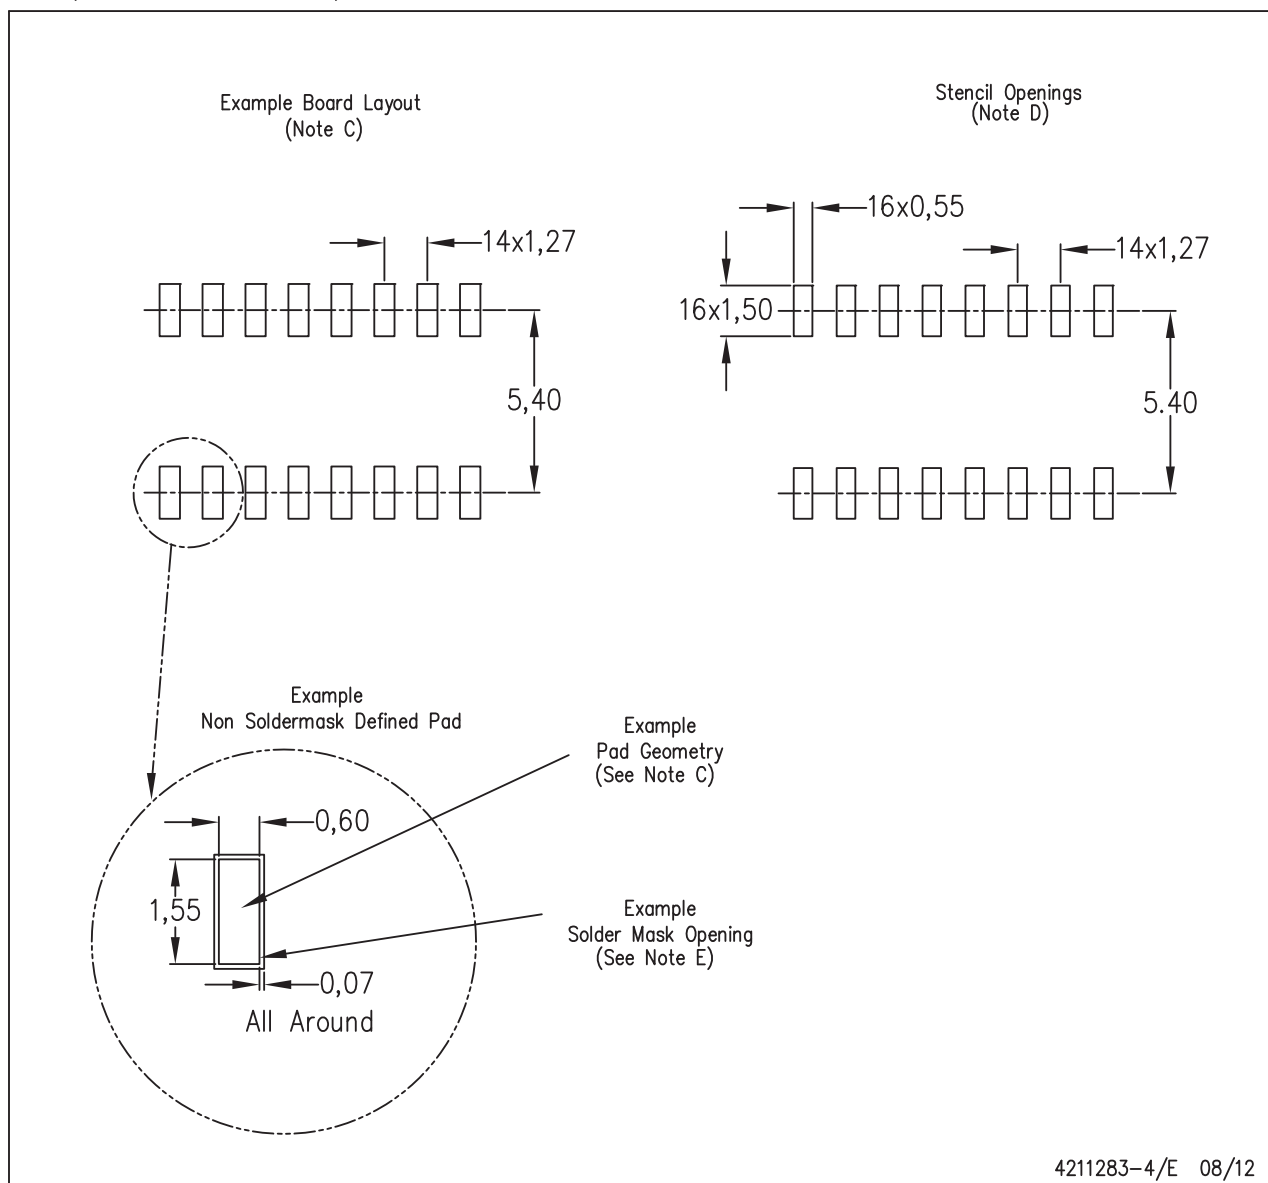 Example Board Layout
(Note C)
Stencil Openings
(Note D)
14x1,27
5,40
16x0,55
14x1,27
16x1,50
5.40
Example
Non Soldermask Defined Pad
0,60
1,55
0,07
All Around
Example
Pad Geometry
(See Note C)
Example
Solder Mask Opening
(See Note E)
4211283-4/E 08/12